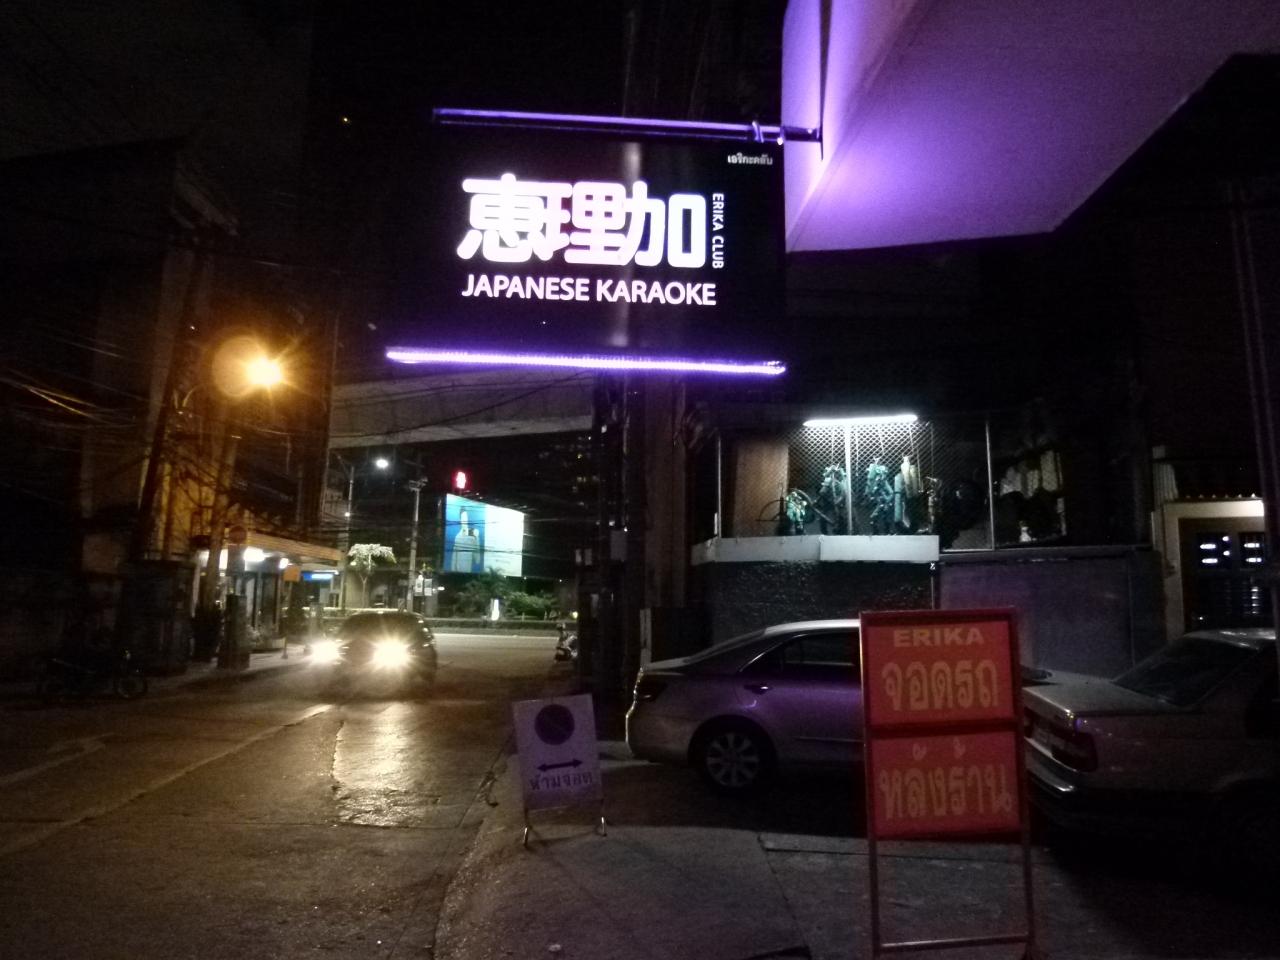 เอริกะคลับ
恵理加
ERIKA CLUB
JAPANESE KARAOKE
ERIKA
จอดรถ
หลังร้าน
ห้ามจอด